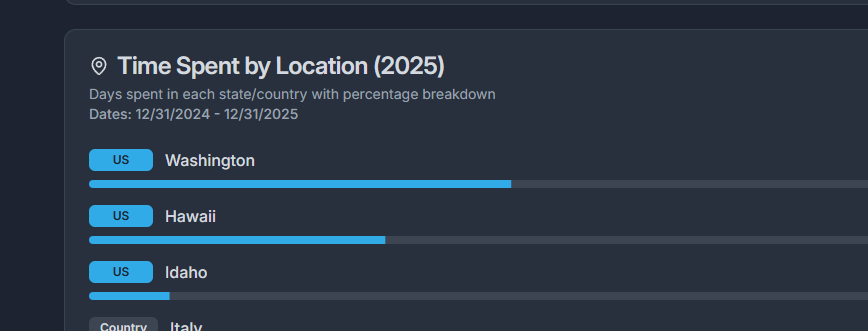 Time Spent by Location (2025)
Days spent in each state/country with percentage breakdown
Dates: 12/31/2024 - 12/31/2025
US Washington
US Hawaii
US Idaho
Country Italy